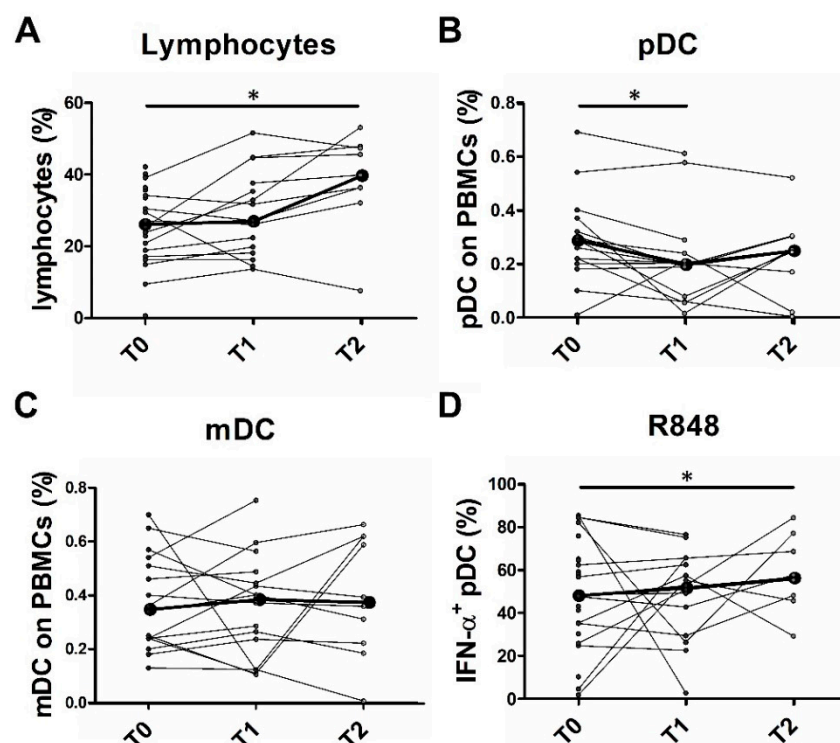 A
Lymphocytes
lymphocytes (%)
60
40
20
0
*
T0
T1
T2
B
pDC
pDC on PBMCs (%)
0.8
0.6
0.4
0.2
0.0
*
T0
T1
T2
C
mDC
mDC on PBMCs (%)
0.8
0.6
0.4
0.2
0.0
T0
T1
T2
D
R848
IFN-α⁺ pDC (%)
100
80
60
40
20
0
*
T0
T1
T2